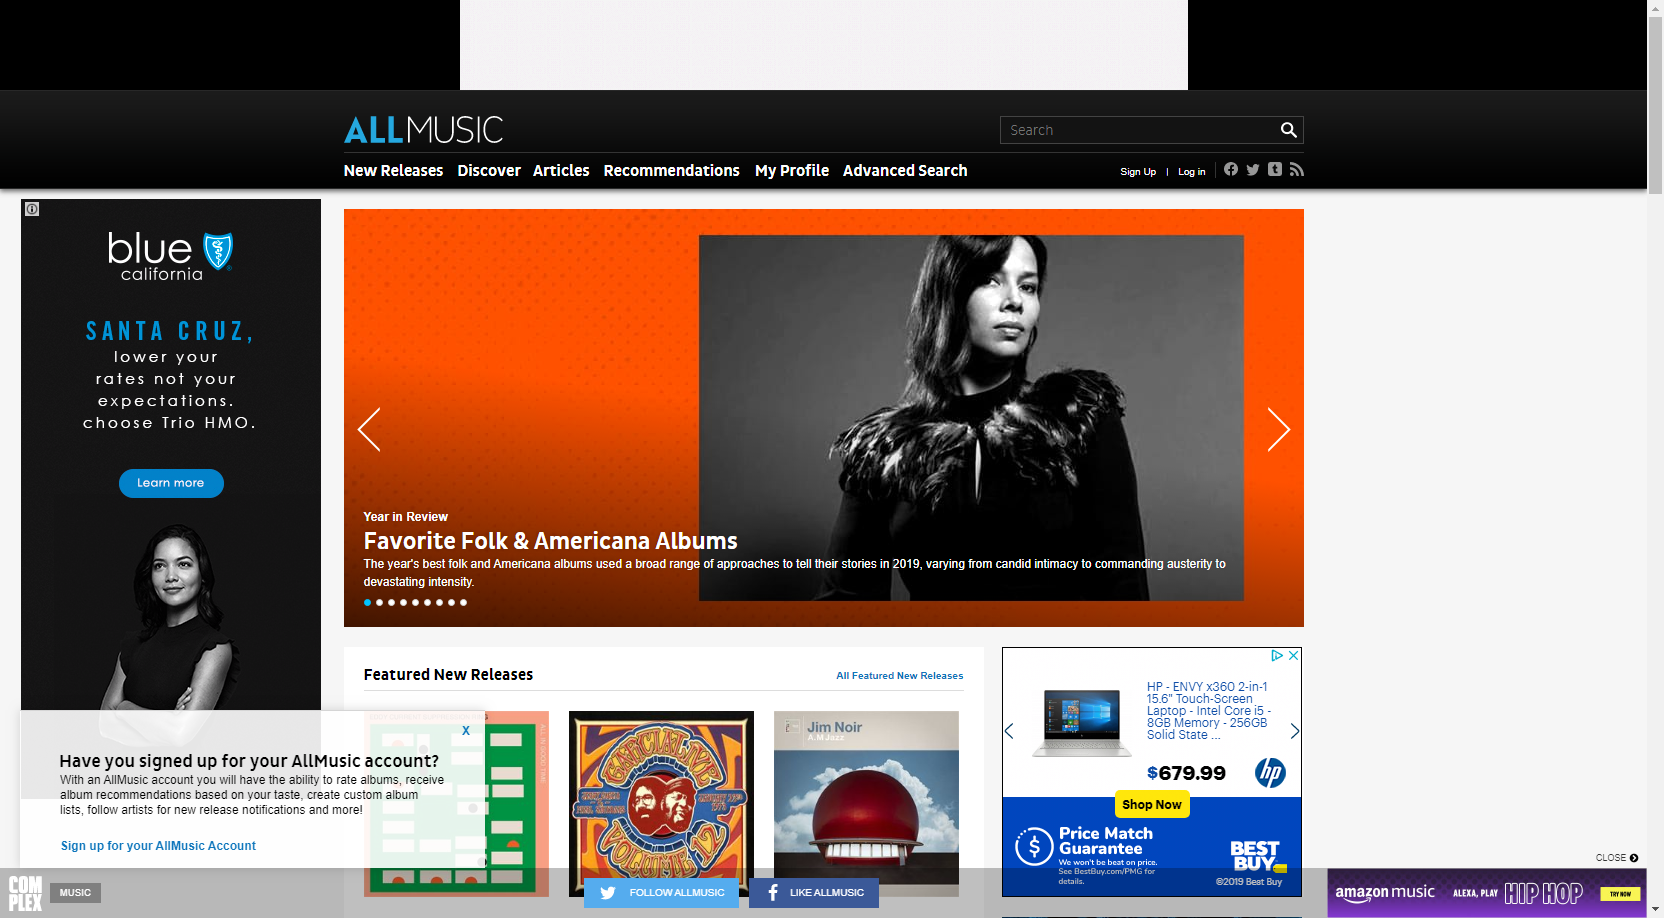 ALLMUSIC
Search
New Releases Discover Articles Recommendations My Profile Advanced Search
Sign Up | Log in
blue
california
SANTA CRUZ,
lower your
rates not your
expectations.
choose Trio HMO.
Learn more
Year in Review
Favorite Folk & Americana Albums
The year's best folk and Americana albums used a broad range of approaches to tell their stories in 2019, varying from candid intimacy to commanding austerity to
devastating intensity.
Featured New Releases
All Featured New Releases
GARCIALIVE
VOLUME 12
Jim Noir
A.M Jazz
HP - ENVY x360 2-in-1
15.6" Touch-Screen
Laptop - Intel Core i5 -
8GB Memory - 256GB
Solid State ...
$679.99
hp
Shop Now
Price Match
Guarantee
We won't be beat on price.
See BestBuy.com/PMG for
details.
BEST
BUY
©2019 Best Buy
X
Have you signed up for your AllMusic account?
With an AllMusic account you will have the ability to rate albums, receive
album recommendations based on your taste, create custom album
lists, follow artists for new release notifications and more!
Sign up for your AllMusic Account
CLOSE
COM
PLEX
MUSIC
FOLLOW ALLMUSIC
LIKE ALLMUSIC
amazon music
ALEXA, PLAY
HIP HOP
TRY NOW